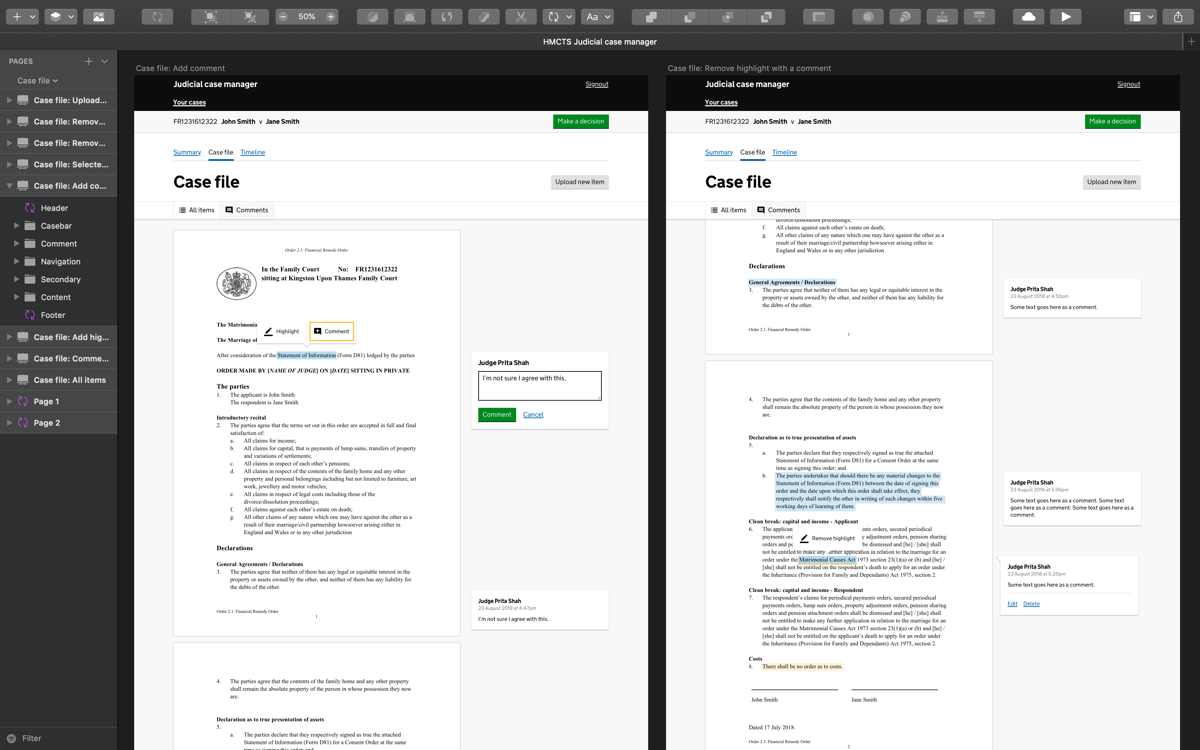 50%
Aa
HMCTS Judicial case manager
PAGES
Case file
Case file: Upload...
Case file: Remov...
Case file: Remov...
Case file: Selecte...
Case file: Add co...
Header
Casebar
Comment
Navigation
Secondary
Content
Footer
Case file: Add hig...
Case file: Comme...
Case file: All items
Page 1
Page 2
Filter
Case file: Add comment
Judicial case manager
Signout
Your cases
FR1231612322 John Smith v Jane Smith
Make a decision
Summary Case file Timeline
Case file
Upload new item
All items Comments
Order 2.1: Financial Remedy Order
In the Family Court No: FR1231612322
sitting at Kingston Upon Thames Family Court
The Matrimonia
Highlight Comment
The Marriage of
After consideration of the Statement of Information (Form D81) lodged by the parties
ORDER MADE BY [NAME OF JUDGE] ON [DATE] SITTING IN PRIVATE
The parties
1. The applicant is John Smith
The respondent is Jane Smith
Introductory recital
2. The parties agree that the terms set out in this order are accepted in full and final
satisfaction of:
a. All claims for income;
b. All claims for capital, that is payments of lump sums, transfers of property
and variations of settlements;
c. All claims in respect of each other's pensions;
d. All claims in respect of the contents of the family home and any other
property and personal belongings including but not limited to furniture, art
work, jewellery and motor vehicles;
e. All claims in respect of legal costs including those of the
divorce/dissolution proceedings;
f. All claims against each other's estate on death;
g. All other claims of any nature which one may have against the other as a
result of their marriage/civil partnership howsoever arising either in
England and Wales or in any other jurisdiction
Declarations
General Agreements / Declarations
3. The parties agree that neither of them has any legal or equitable interest in the
property or assets owned by the other, and neither of them has any liability for
the debts of the other.
Order 2.1: Financial Remedy Order
1
4. The parties agree that the contents of the family home and any other property
shall remain the absolute property of the person in whose possession they now
are.
Declaration as to true presentation of assets
5.
a. The parties declare that they respectively signed as true the attached
Statement of Information (Form D81) for a Consent Order at the same
time as signing this order; and
Judge Prita Shah
I'm not sure I agree with this.
Comment Cancel
Judge Prita Shah
23 August 2018 at 4:47pm
I'm not sure I agree with this.
Case file: Remove highlight with a comment
Judicial case manager
Signout
Your cases
FR1231612322 John Smith v Jane Smith
Make a decision
Summary Case file Timeline
Case file
Upload new item
All items Comments
divorce/dissolution proceedings;
f. All claims against each other's estate on death;
g. All other claims of any nature which one may have against the other as a
result of their marriage/civil partnership howsoever arising either in
England and Wales or in any other jurisdiction
Declarations
General Agreements / Declarations
3. The parties agree that neither of them has any legal or equitable interest in the
property or assets owned by the other, and neither of them has any liability for
the debts of the other.
Order 2.1: Financial Remedy Order
1
4. The parties agree that the contents of the family home and any other property
shall remain the absolute property of the person in whose possession they now
are.
Declaration as to true presentation of assets
5.
a. The parties declare that they respectively signed as true the attached
Statement of Information (Form D81) for a Consent Order at the same
time as signing this order; and
b. The parties undertakes that should there be any material changes to the
Statement of Information (Form D81) between the date of signing this
order and the date upon which this order shall take effect, they
respectively shall notify the other in writing of such changes within five
working days of learning of them.
Clean break: capital and income - Applicant
6. The applican ents orders, secured periodical
payments or y adjustment orders, pension sharing
Remove highlight
orders and pe be dismissed and [he] / [she] shall
not be entitled to make any further application in relation to the marriage for an
order under the Matrimonial Causes Act 1973 section 23(1)(a) or (b) and [he] /
[she] shall not be entitled on the respondent's death to apply for an order under
the Inheritance (Provision for Family and Dependants) Act 1975, section 2.
Clean break: capital and income - Respondent
7. The respondent's claims for periodical payments orders, secured periodical
payments orders, lump sum orders, property adjustment orders, pension sharing
orders and pension attachment orders shall be dismissed and [he] / [she] shall
not be entitled to make any further application in relation to the marriage for an
order under the Matrimonial Causes Act 1973 section 23(1)(a) or (b) and [he] /
[she] shall not be entitled on the applicant's death to apply for an order under
the Inheritance (Provision for Family and Dependants) Act 1975, section 2.
Costs
8. There shall be no order as to costs.
John Smith Jane Smith
Dated 17 July 2018.
Order 2.1: Financial Remedy Order
2
Judge Prita Shah
23 August 2018 at 4:50pm
Some text goes here as a comment.
Judge Prita Shah
23 August 2018 at 5:06pm
Some text goes here as a comment. Some text
goes here as a comment. Some text goes here as a
comment.
Judge Prita Shah
23 August 2018 at 5:20pm
Some text goes here as a comment.
Edit Delete